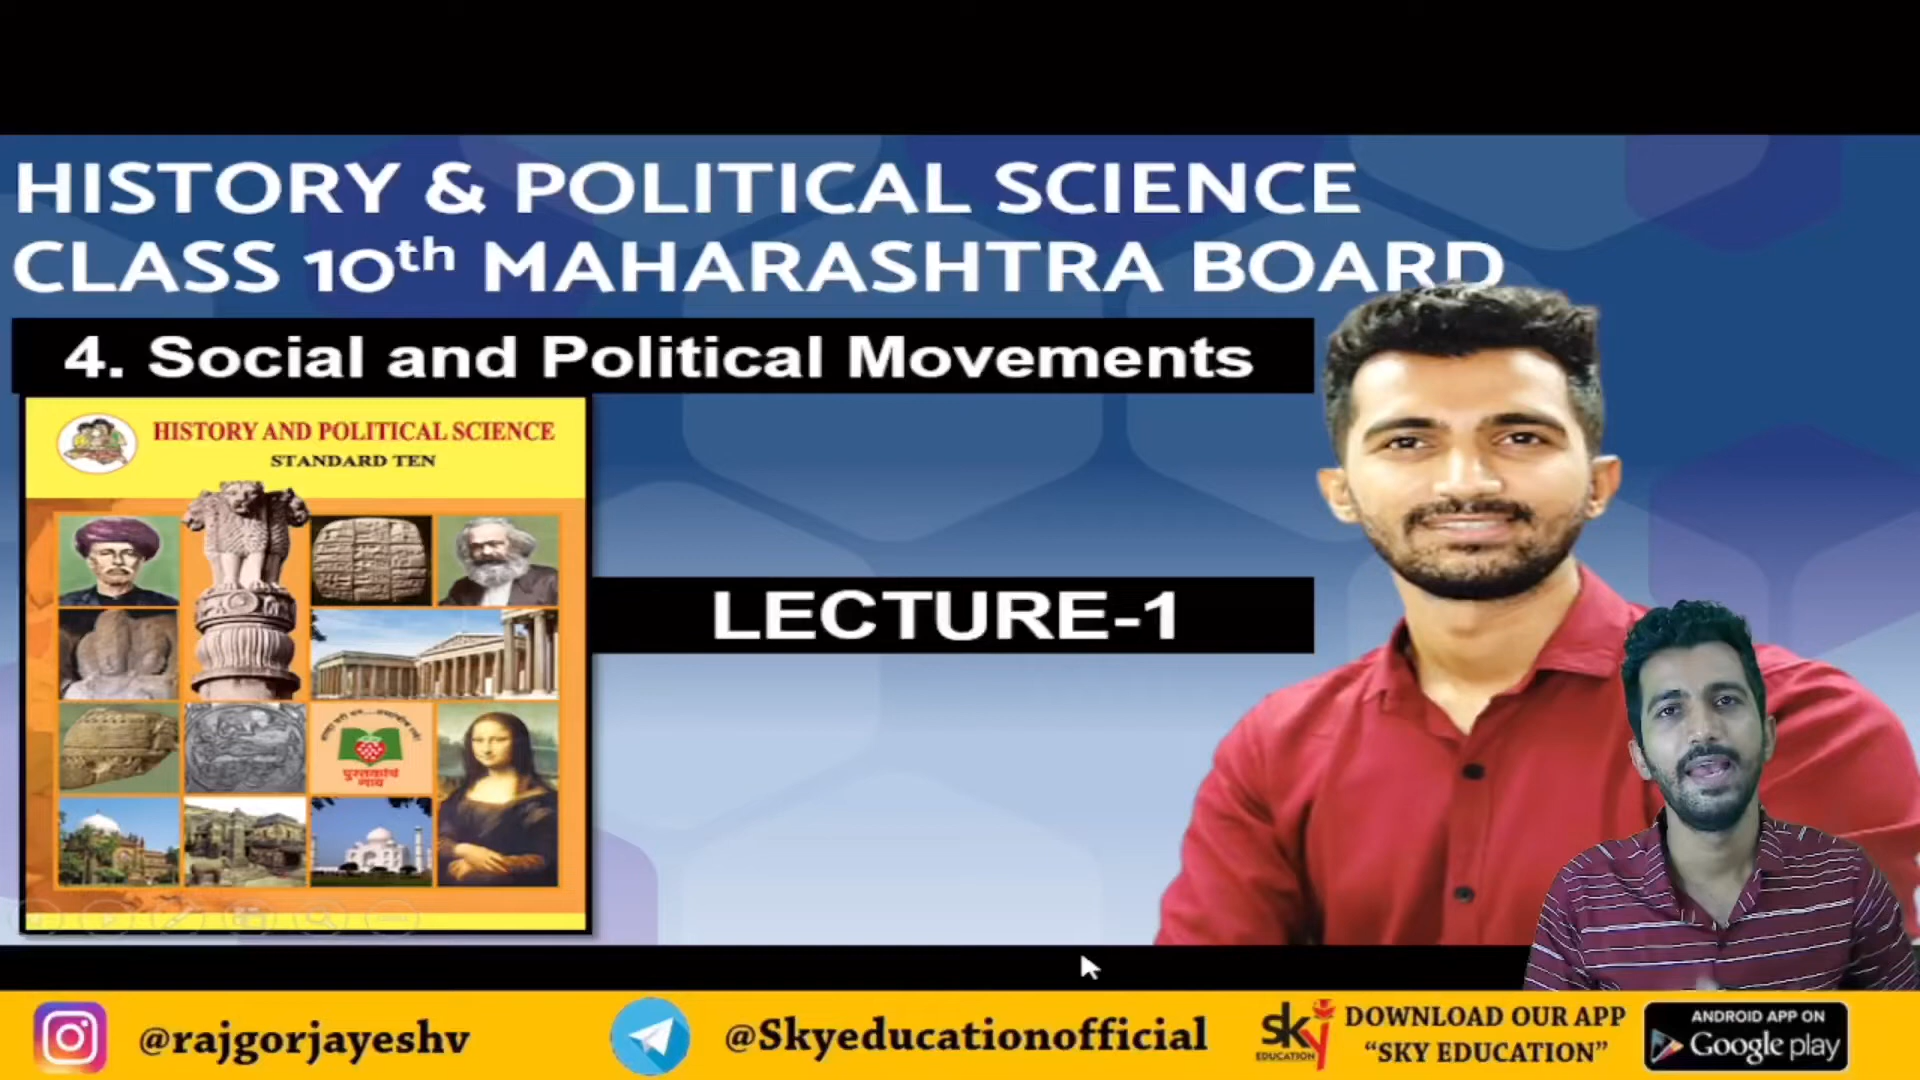 HISTORY & POLITICAL SCIENCE
CLASS 10th MAHARASHTRA BOARD
4. Social and Political Movements
HISTORY AND POLITICAL SCIENCE
STANDARD TEN
LECTURE-1
पुस्तकांचं
गाव
@rajgorjayeshv
@Skyeducationofficial
sky
EDUCATION
DOWNLOAD OUR APP
“SKY EDUCATION”
ANDROID APP ON
Google play